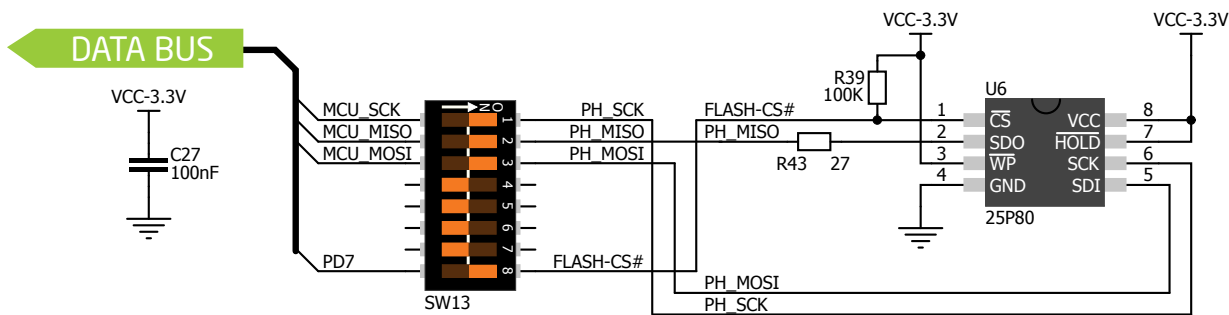 DATA BUS
VCC-3.3V
C27
100nF
MCU_SCK
MCU_MISO
MCU_MOSI
PD7
ON
1
2
3
4
5
6
7
8
SW13
PH_SCK
PH_MISO
PH_MOSI
FLASH-CS#
FLASH-CS#
PH_MISO
R43 27
R39
100K
VCC-3.3V
VCC-3.3V
U6
1 CS VCC 8
2 SDO HOLD 7
3 WP SCK 6
4 GND SDI 5
25P80
PH_MOSI
PH_SCK